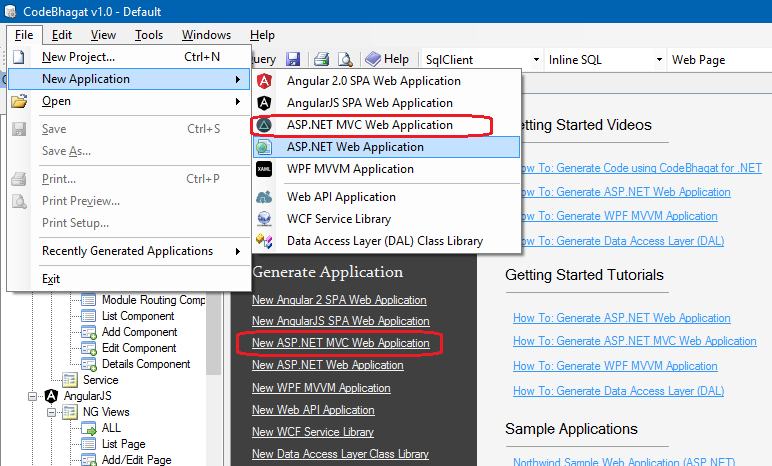 CodeBhagat v1.0 - Default
File Edit View Tools Windows Help
New Project... Ctrl+N
New Application
Open
Save Ctrl+S
Save As...
Print... Ctrl+P
Print Preview...
Print Setup...
Recently Generated Applications
Exit
Help SqlClient Inline SQL Web Page
Angular 2.0 SPA Web Application
AngularJS SPA Web Application
ASP.NET MVC Web Application
ASP.NET Web Application
XAML WPF MVVM Application
Web API Application
WCF Service Library
Data Access Layer (DAL) Class Library
Module Routing Comp
List Component
Add Component
Edit Component
Details Component
Service
AngularJS
NG Views
ALL
List Page
Add/Edit Page
Generate Application
New Angular 2 SPA Web Application
New AngularJS SPA Web Application
New ASP.NET MVC Web Application
New ASP.NET Web Application
New WPF MVVM Application
New Web API Application
New WCF Service Library
New Data Access Layer Class Library
etting Started Videos
How To: Generate Code using CodeBhagat for .NET
How To: Generate ASP.NET Web Application
How To: Generate WPF MVVM Application
How To: Generate Data Access Layer (DAL)
Getting Started Tutorials
How To: Generate ASP.NET Web Application
How To: Generate ASP.NET MVC Web Application
How To: Generate WPF MVVM Application
How To: Generate Data Access Layer (DAL)
Sample Applications
Northwind Sample Web Application (ASP.NET)